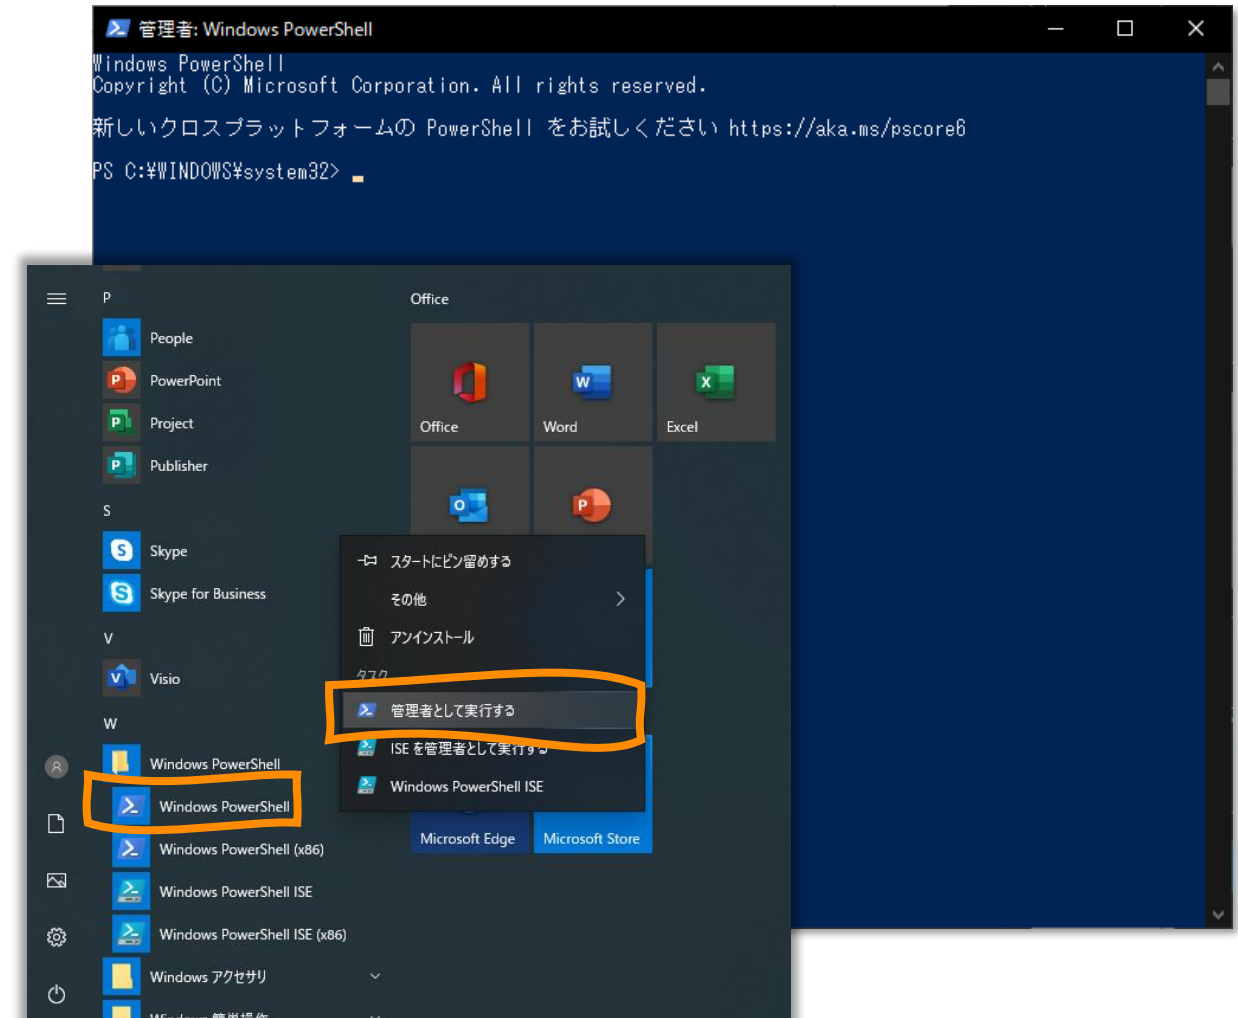 管理者: Windows PowerShell
Windows PowerShell
Copyright (C) Microsoft Corporation. All rights reserved.
新しいクロスプラットフォームの PowerShell をお試しください https://aka.ms/pscore6
PS C:¥WINDOWS¥system32>
P
People
PowerPoint
Project
Publisher
S
Skype
Skype for Business
V
Visio
W
Windows PowerShell
Windows PowerShell
Windows PowerShell (x86)
Windows PowerShell ISE
Windows PowerShell ISE (x86)
Windows アクセサリ
Windows 簡単操作
Office
Office
Word
Excel
スタートにピン留めする
その他
アンインストール
タスク
管理者として実行する
ISE を管理者として実行する
Windows PowerShell ISE
Microsoft Edge
Microsoft Store